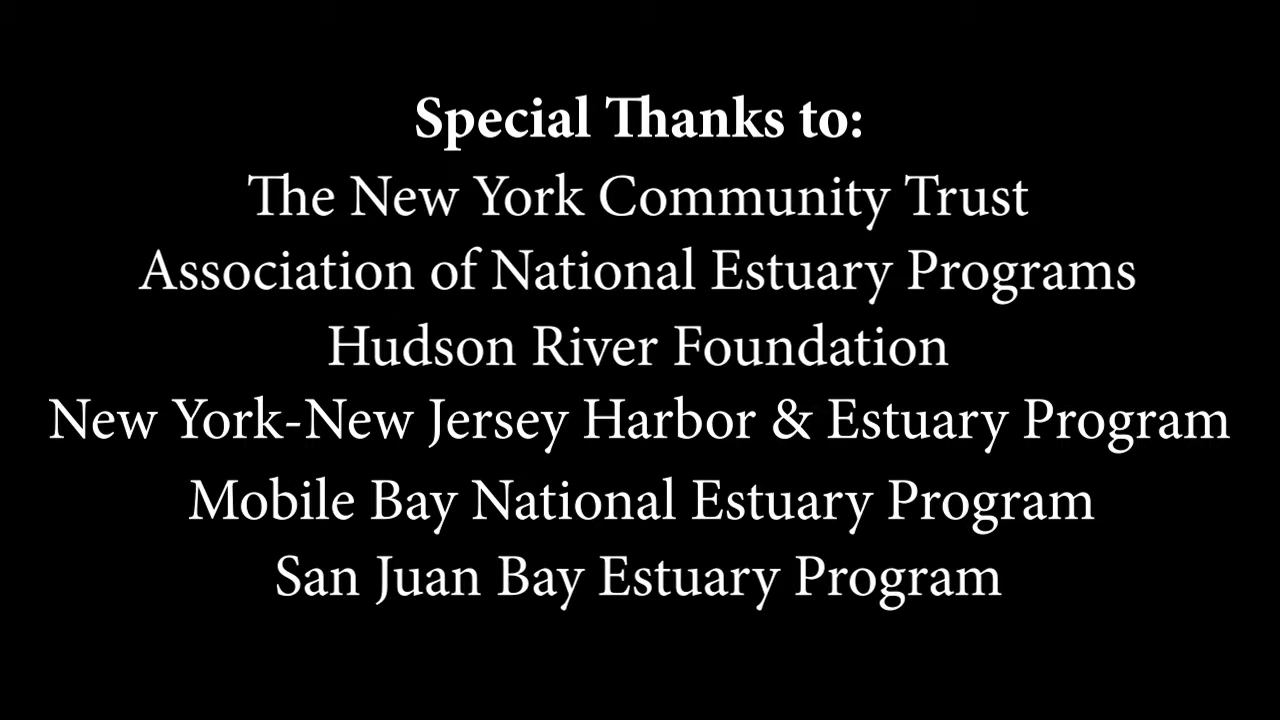 Special Thanks to:
The New York Community Trust
Association of National Estuary Programs
Hudson River Foundation
New York-New Jersey Harbor & Estuary Program
Mobile Bay National Estuary Program
San Juan Bay Estuary Program